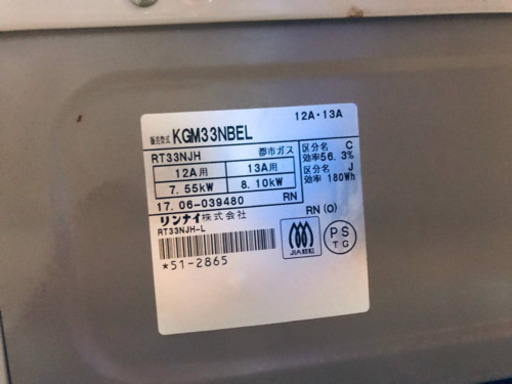 12A・13A
販売型式 KGM33NBEL
RT33NJH 都市ガス
12A用 13A用
7.55kW 8.10kW
区分名 C
効率56.3%
区分名 J
効率 180Wh
17.06-039480 RN
リンナイ株式会社 RN (O)
RT33NJH-L
*51-2865
JIA認証
PS
TG